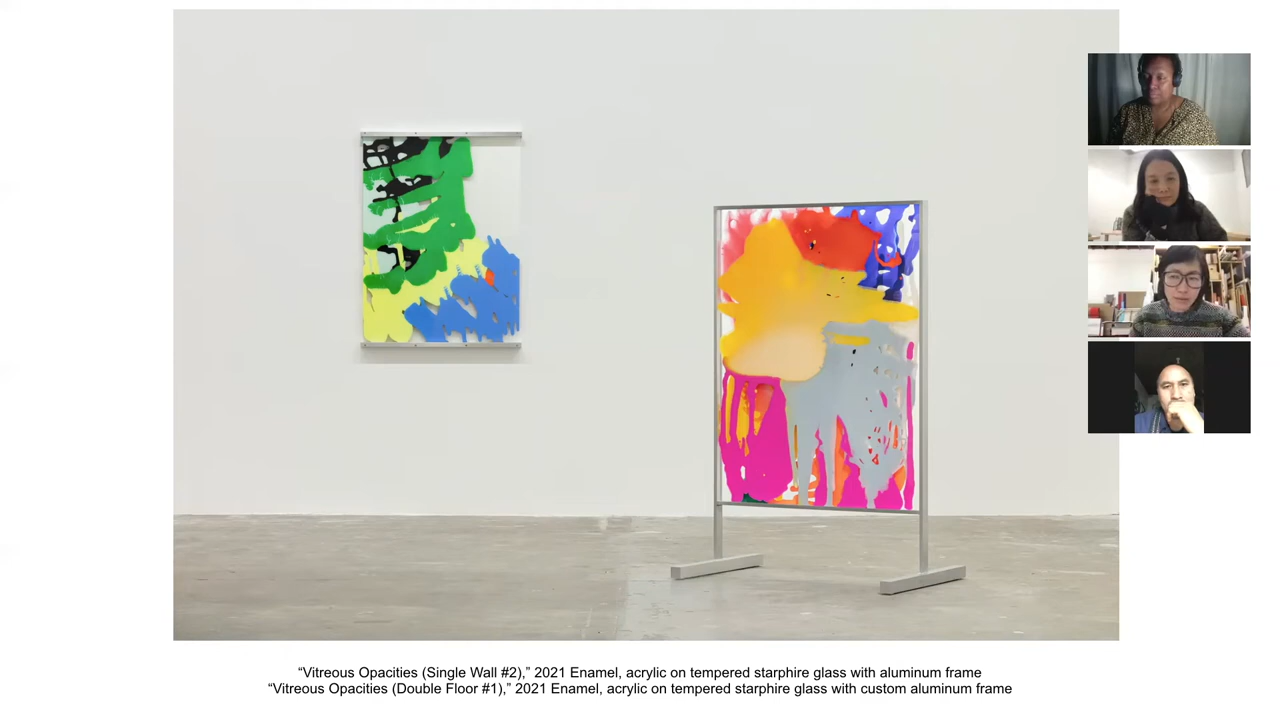 “Vitreous Opacities (Single Wall #2),” 2021 Enamel, acrylic on tempered starphire glass with aluminum frame
“Vitreous Opacities (Double Floor #1),” 2021 Enamel, acrylic on tempered starphire glass with custom aluminum frame